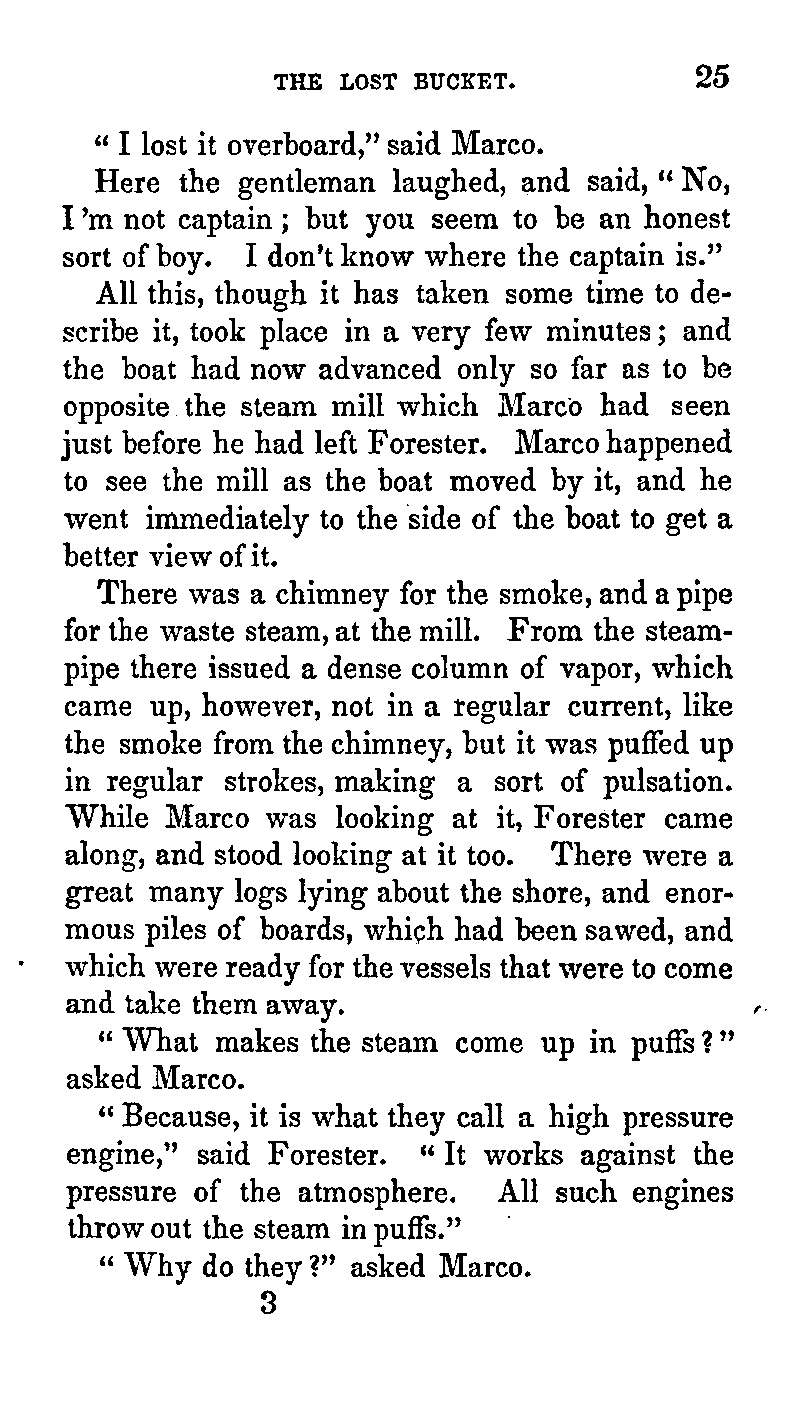 THE LOST BUCKET. 25
“ I lost it overboard,” said Marco.
Here the gentleman laughed, and said, “ No,
I ’m not captain ; but you seem to be an honest
sort of boy. I don’t know where the captain is.”
All this, though it has taken some time to de-
scribe it, took place in a very few minutes ; and
the boat had now advanced only so far as to be
opposite the steam mill which Marco had seen
just before he had left Forester. Marco happened
to see the mill as the boat moved by it, and he
went immediately to the side of the boat to get a
better view of it.
There was a chimney for the smoke, and a pipe
for the waste steam, at the mill. From the steam-
pipe there issued a dense column of vapor, which
came up, however, not in a regular current, like
the smoke from the chimney, but it was puffed up
in regular strokes, making a sort of pulsation.
While Marco was looking at it, Forester came
along, and stood looking at it too. There were a
great many logs lying about the shore, and enor-
mous piles of boards, which had been sawed, and
which were ready for the vessels that were to come
and take them away.
“ What makes the steam come up in puffs ? ”
asked Marco.
“ Because, it is what they call a high pressure
engine,” said Forester. “ It works against the
pressure of the atmosphere. All such engines
throw out the steam in puffs.”
“ Why do they ?” asked Marco.
3